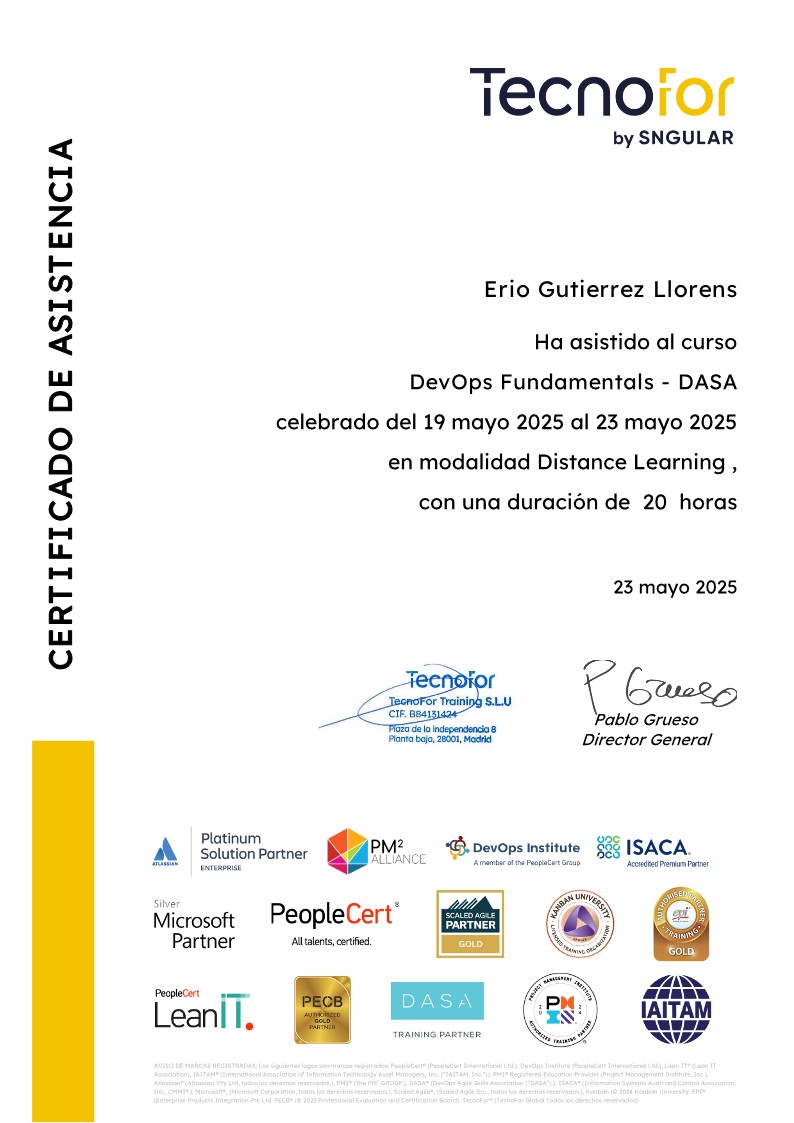 Tecnofor
by SNGULAR
CERTIFICADO DE ASISTENCIA
Erio Gutierrez Llorens
Ha asistido al curso
DevOps Fundamentals - DASA
celebrado del 19 mayo 2025 al 23 mayo 2025
en modalidad Distance Learning ,
con una duración de 20 horas
23 mayo 2025
Tecnofor
TecnoFor Training S.L.U
CIF. B84131424
Plaza de la independencia 8
Planta baja, 28001, Madrid
P Grueso
Pablo Grueso
Director General
ATLASSIAN
Platinum
Solution Partner
ENTERPRISE
PM²
ALLIANCE
DevOps Institute
A member of the PeopleCert Group
ISACA.
Accredited Premium Partner
Silver
Microsoft
Partner
PeopleCert®
All talents, certified.
SCALED AGILE
PARTNER
GOLD
KANBAN UNIVERSITY
LICENSED TRAINING ORGANIZATION
AUTHORISED PARTNER
epi
TRAINING
GOLD
PeopleCert
LeanIT.
PECB
AUTHORIZED
GOLD
PARTNER
DASA
TRAINING PARTNER
PROJECT MANAGEMENT INSTITUTE
20 PMI 24
AUTHORIZED TRAINING PARTNER
IAITAM
AVISO DE MARCAS REGISTRADAS: Los siguientes logos son marcas registradas: PeopleCert® (PeopleCert International Ltd.), DevOps Institute (PeopleCert International Ltd.), Lean IT® (Lean IT
Association), IAITAM® (International Association of Information Technology Asset Managers, Inc. ("IAITAM, Inc.")), PMI® Registered Education Provider (Project Management Institute, Inc.),
Atlassian® (Atlassian Pty Ltd, todos los derechos reservados.), PM2® (The PM² GROUP.), DASA® (DevOps Agile Skills Association ("DASA"),), ISACA® (Information Systems Audit and Control Association,
Inc., CMMI®), Microsoft®, (Microsoft Corporation, todos los derechos reservados), Scaled Agile®, (Scaled Agile Inc., todos los derechos reservados), Kanban (© 2024 Kanban University. EPI®
(Enterprise Products Integration Pte Ltd. PECB® (© 2023 Professional Evaluation and Certification Board), TecnoFor® (TecnoFor Global Todos los derechos reservados).